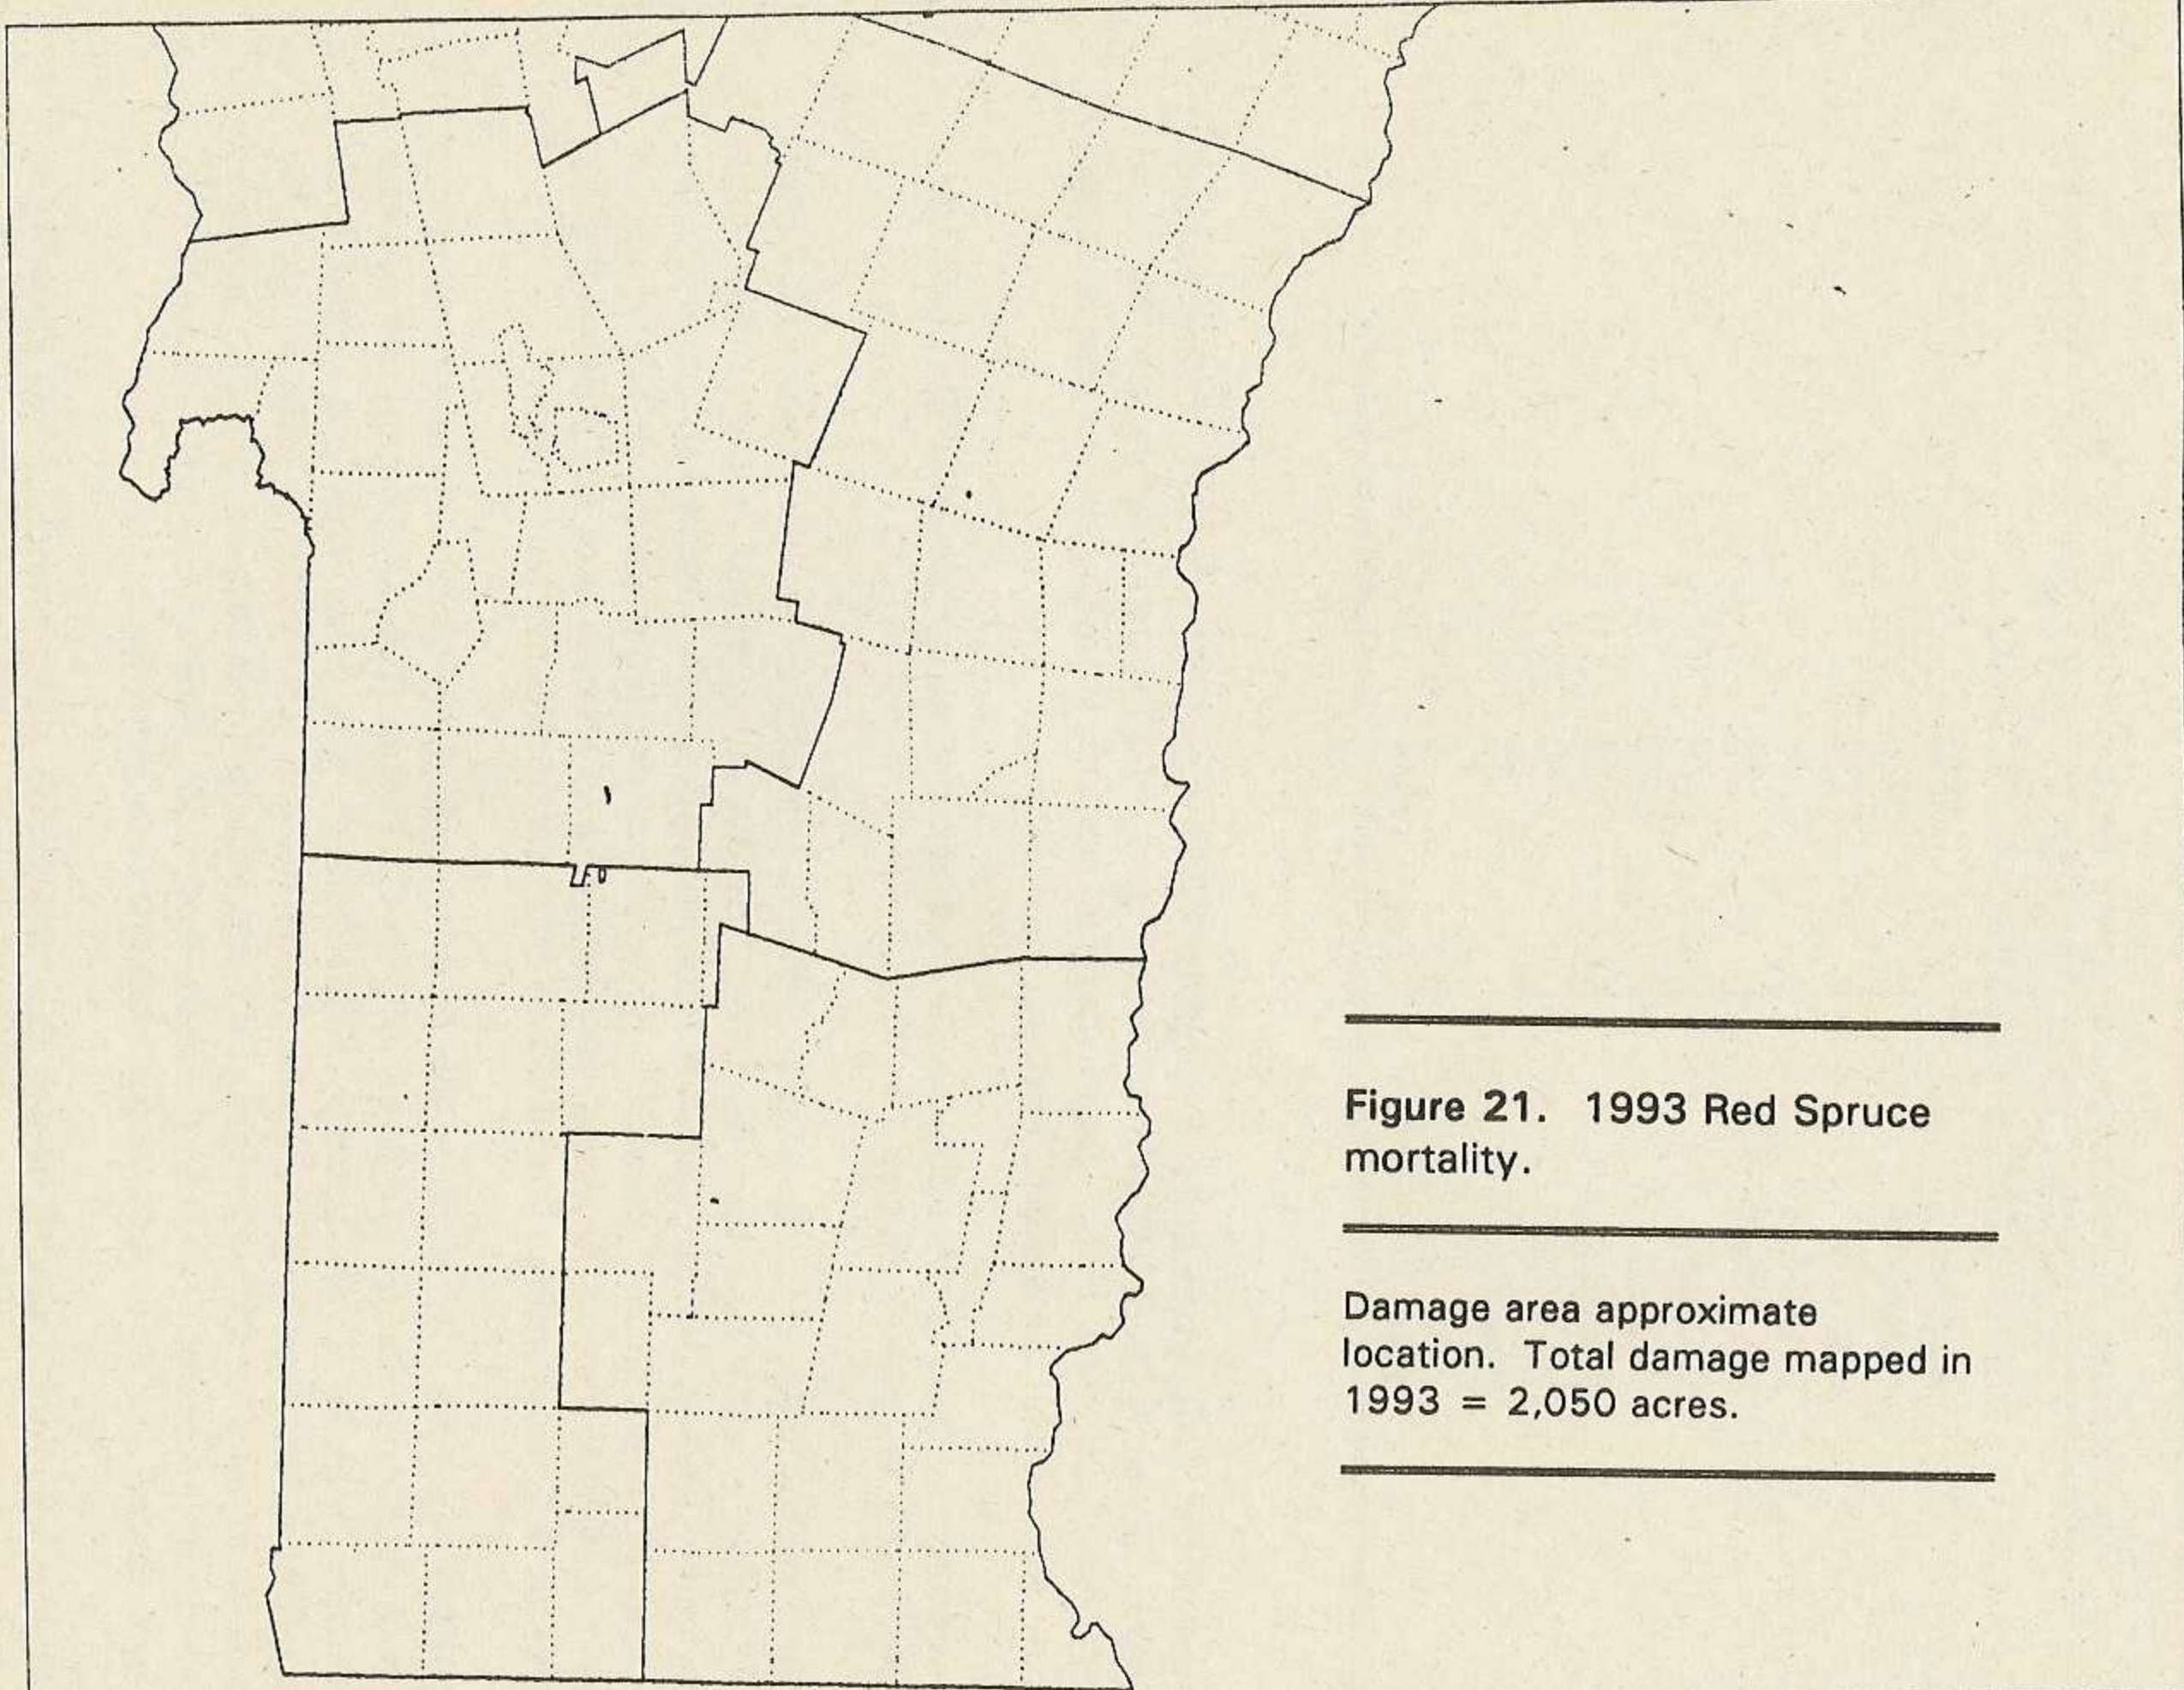 Figure 21. 1993 Red Spruce
mortality.
Damage area approximate
location. Total damage mapped in
1993 = 2,050 acres.